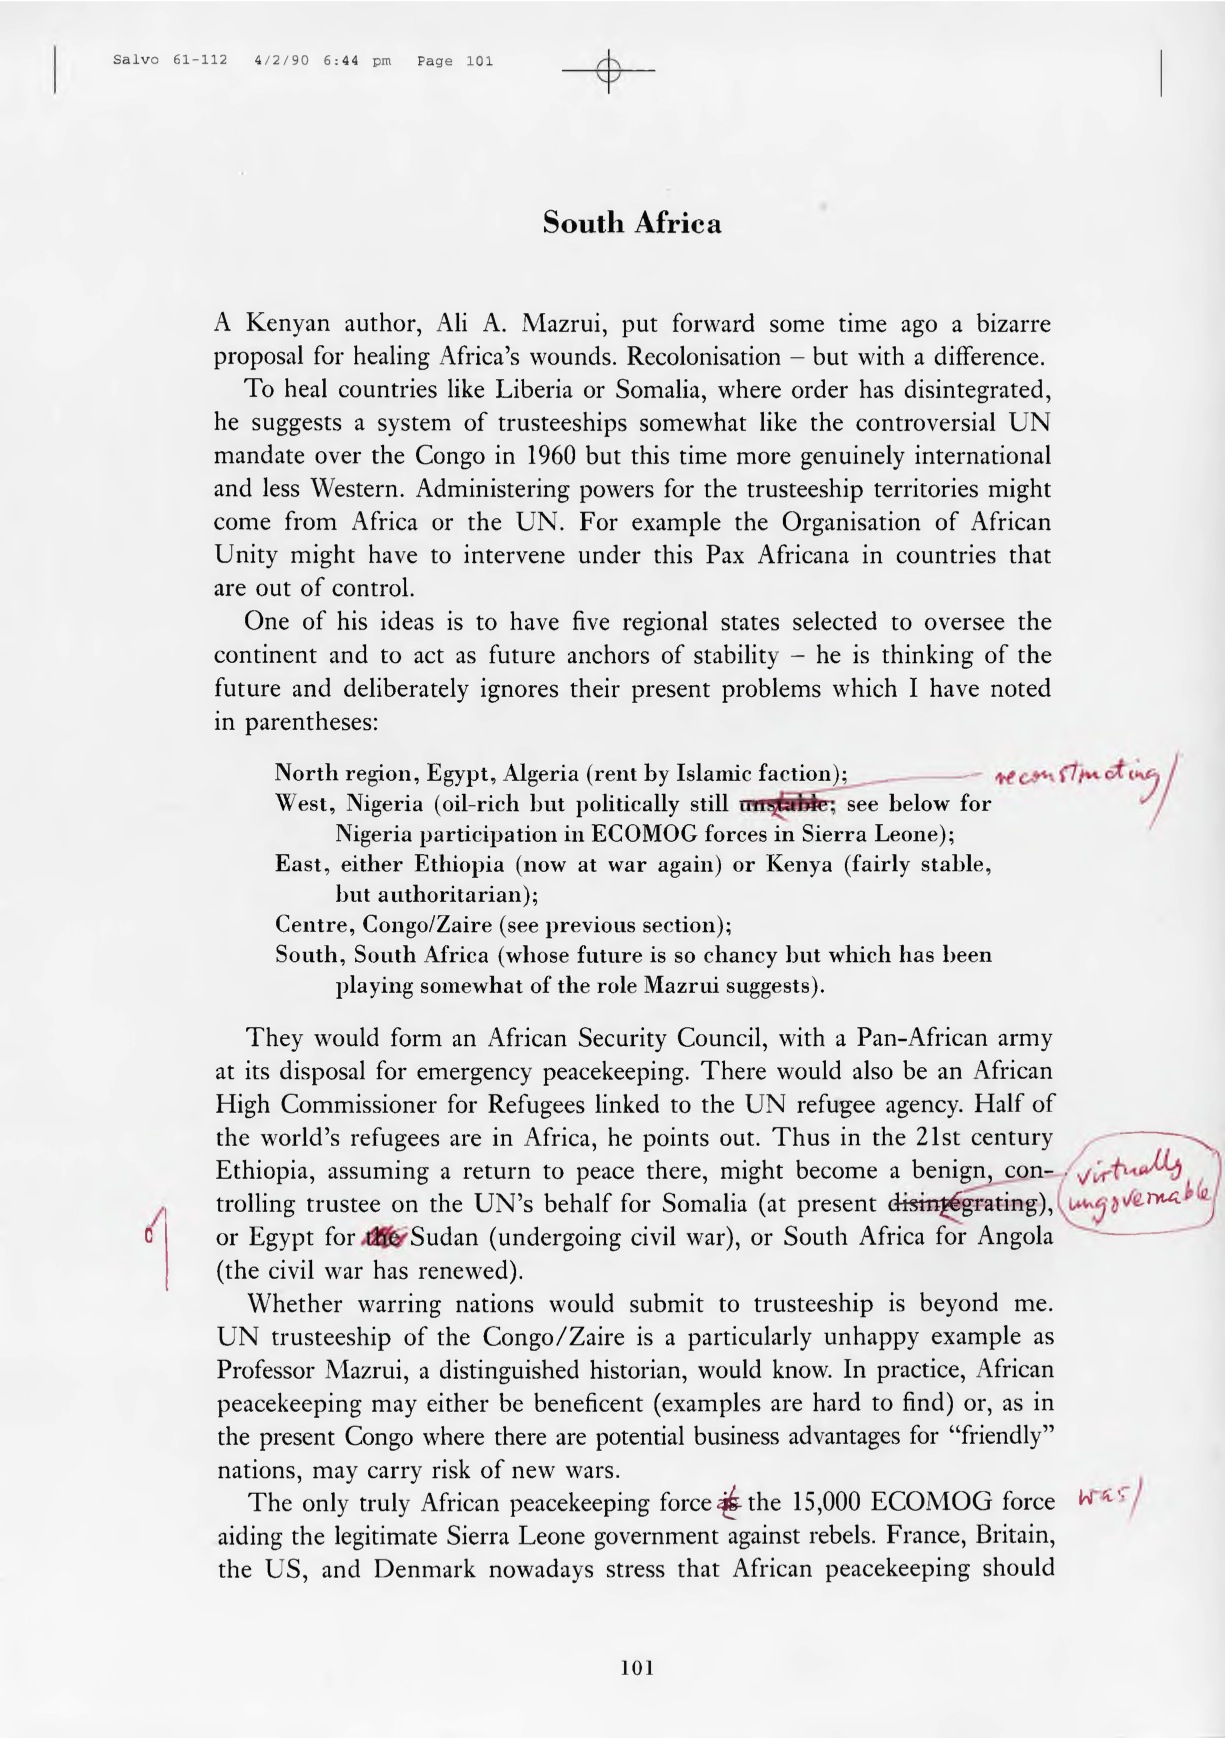 Salvo 61-112 4/2/90 6:44 pm Page 101
South Africa
A Kenyan author, Ali A. Mazrui, put forward some time ago a bizarre
proposal for healing Africa's wounds. Recolonisation – but with a difference.
To heal countries like Liberia or Somalia, where order has disintegrated,
he suggests a system of trusteeships somewhat like the controversial UN
mandate over the Congo in 1960 but this time more genuinely international
and less Western. Administering powers for the trusteeship territories might
come from Africa or the UN. For example the Organisation of African
Unity might have to intervene under this Pax Africana in countries that
are out of control.
One of his ideas is to have five regional states selected to oversee the
continent and to act as future anchors of stability – he is thinking of the
future and deliberately ignores their present problems which I have noted
in parentheses:
North region, Egypt, Algeria (rent by Islamic faction);
reconstructing/
West, Nigeria (oil-rich but politically still unstable; see below for
Nigeria participation in ECOMOG forces in Sierra Leone);
East, either Ethiopia (now at war again) or Kenya (fairly stable,
but authoritarian);
Centre, Congo/Zaire (see previous section);
South, South Africa (whose future is so chancy but which has been
playing somewhat of the role Mazrui suggests).
They would form an African Security Council, with a Pan-African army
at its disposal for emergency peacekeeping. There would also be an African
High Commissioner for Refugees linked to the UN refugee agency. Half of
the world's refugees are in Africa, he points out. Thus in the 21st century
Ethiopia, assuming a return to peace there, might become a benign, con-
virtually
trolling trustee on the UN's behalf for Somalia (at present disintegrating),
ungovernable
or Egypt for the Sudan (undergoing civil war), or South Africa for Angola
(the civil war has renewed).
Whether warring nations would submit to trusteeship is beyond me.
UN trusteeship of the Congo/Zaire is a particularly unhappy example as
Professor Mazrui, a distinguished historian, would know. In practice, African
peacekeeping may either be beneficent (examples are hard to find) or, as in
the present Congo where there are potential business advantages for "friendly"
nations, may carry risk of new wars.
The only truly African peacekeeping force is the 15,000 ECOMOG force
was/
aiding the legitimate Sierra Leone government against rebels. France, Britain,
the US, and Denmark nowadays stress that African peacekeeping should
101